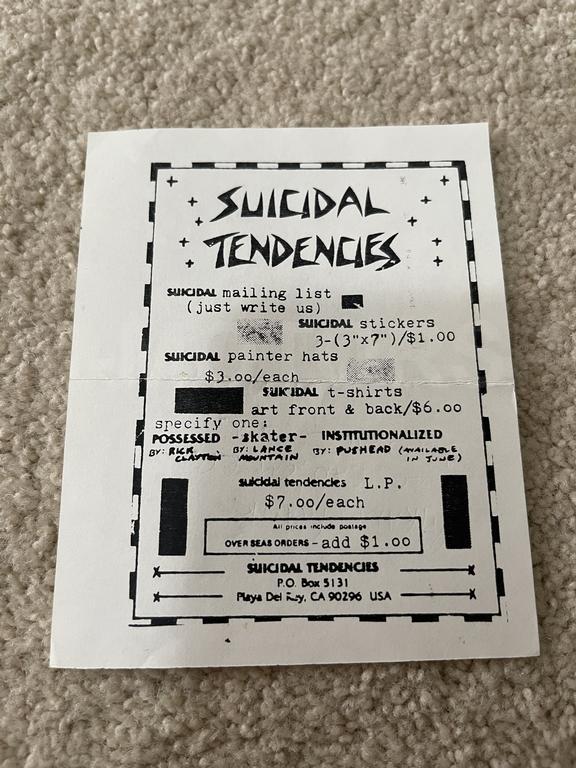 SUICIDAL
TENDENCIES
SUICIDAL mailing list
(just write us)
SUICIDAL stickers
3-(3"x7")/$1.00
SUICIDAL painter hats
$3.00/each
SUICIDAL t-shirts
art front & back/$6.00
specify one:
POSSESSED -skater- INSTITUTIONALIZED
BY: RICK CLAYTON BY: LANCE MOUNTAIN BY: PUSHEAD (AVAILABLE IN JUNE)
suicidal tendencies L.P.
$7.00/each
All prices include postage
OVER SEAS ORDERS - add $1.00
SUICIDAL TENDENCIES
P.O. Box 5131
Playa Del Rey, CA 90296 USA